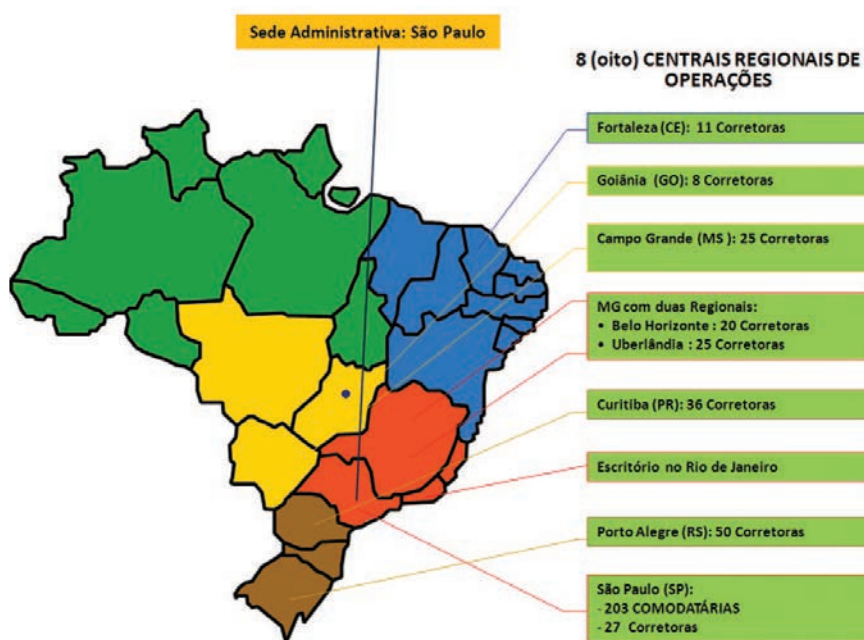 Sede Administrativa: São Paulo
8 (oito) CENTRAIS REGIONAIS DE
OPERAÇÕES
Fortaleza (CE): 11 Corretoras
Goiânia (GO): 8 Corretoras
Campo Grande (MS ): 25 Corretoras
MG com duas Regionais:
• Belo Horizonte : 20 Corretoras
• Uberlândia : 25 Corretoras
Curitiba (PR): 36 Corretoras
Escritório no Rio de Janeiro
Porto Alegre (RS): 50 Corretoras
São Paulo (SP):
- 203 COMODATÁRIAS
- 27 Corretoras